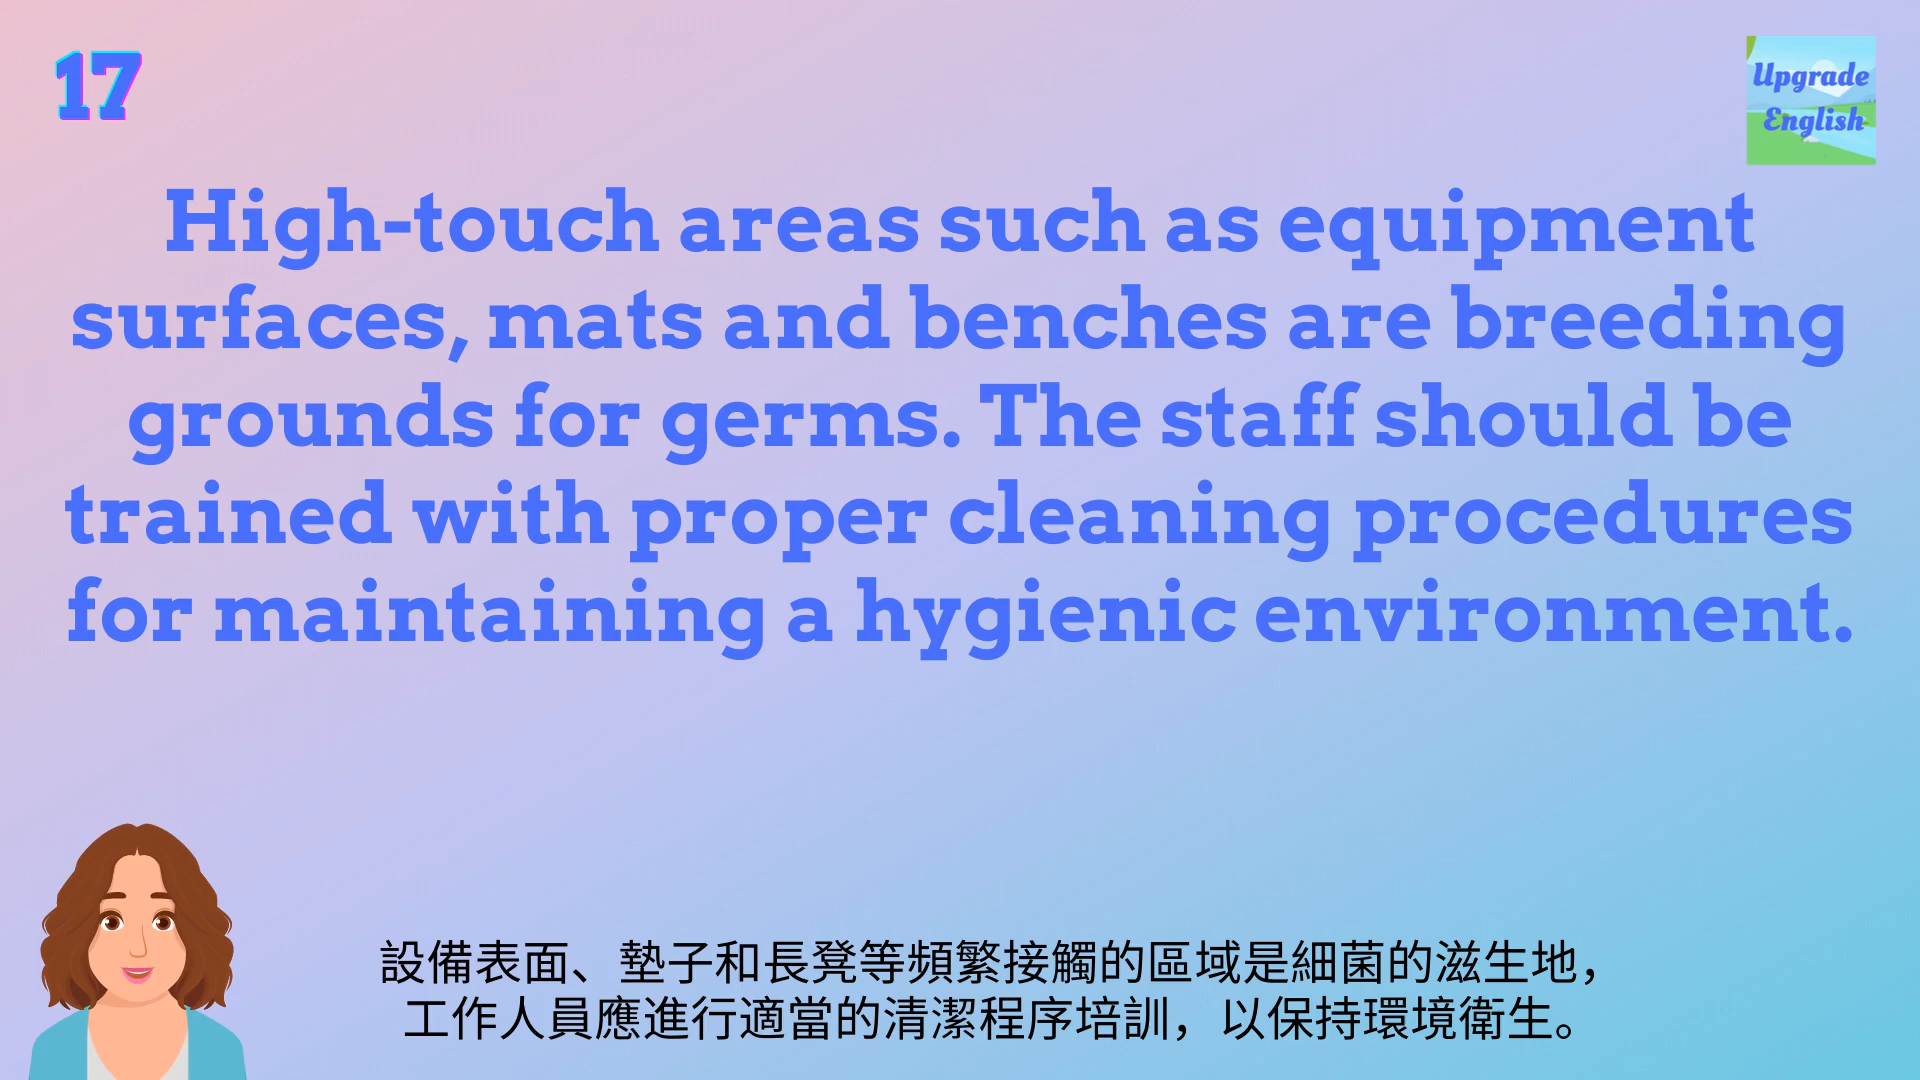 17
Upgrade
English
High-touch areas such as equipment
surfaces, mats and benches are breeding
grounds for germs. The staff should be
trained with proper cleaning procedures
for maintaining a hygienic environment.
設備表面、墊子和長凳等頻繁接觸的區域是細菌的滋生地，
工作人員應進行適當的清潔程序培訓，以保持環境衛生。